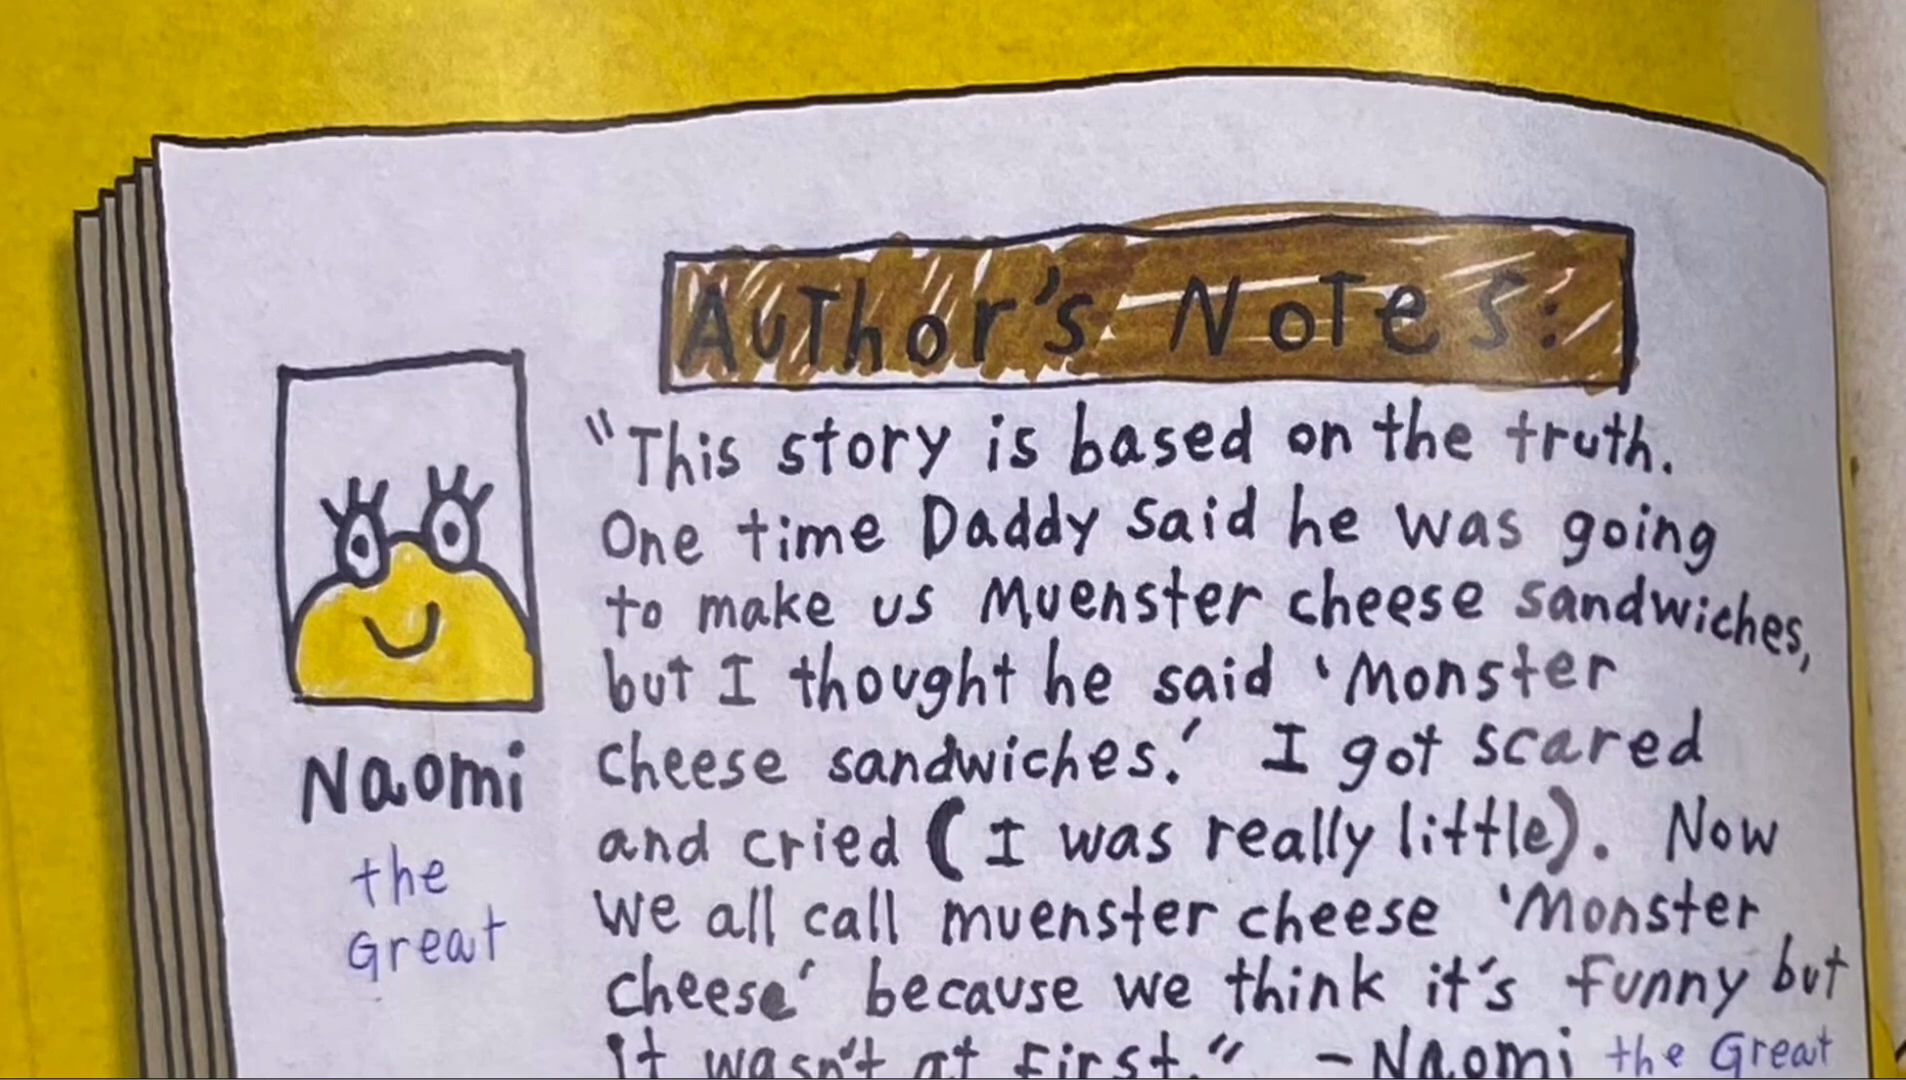 Author's Notes:
"This story is based on the truth.
One time Daddy said he was going
to make us Muenster cheese sandwiches,
but I thought he said 'Monster
cheese sandwiches.' I got scared
and cried (I was really little). Now
we all call muenster cheese 'Monster
cheese' because we think it's funny but
it wasn't at first." -Naomi the Great
Naomi
the
Great